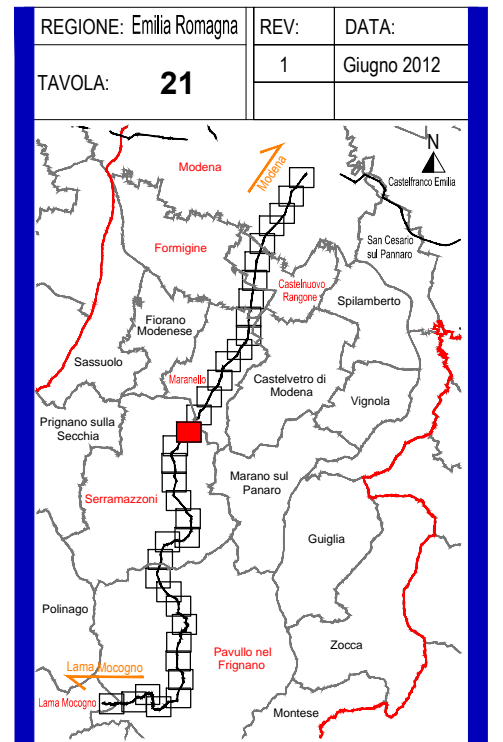 REGIONE: Emilia Romagna
REV:
DATA:
TAVOLA: 21
1
Giugno 2012
N
Modena
Modena
Castelfranco Emilia
San Cesario
sul Pannaro
Formigine
Castelnuovo
Rangone
Spilamberto
Fiorano
Modenese
Sassuolo
Maranello
Castelvetro di
Modena
Vignola
Prignano sulla
Secchia
Marano sul
Panaro
Serramazzoni
Guiglia
Polinago
Pavullo nel
Frignano
Zocca
Lama Mocogno
Lama Mocogno
Montese